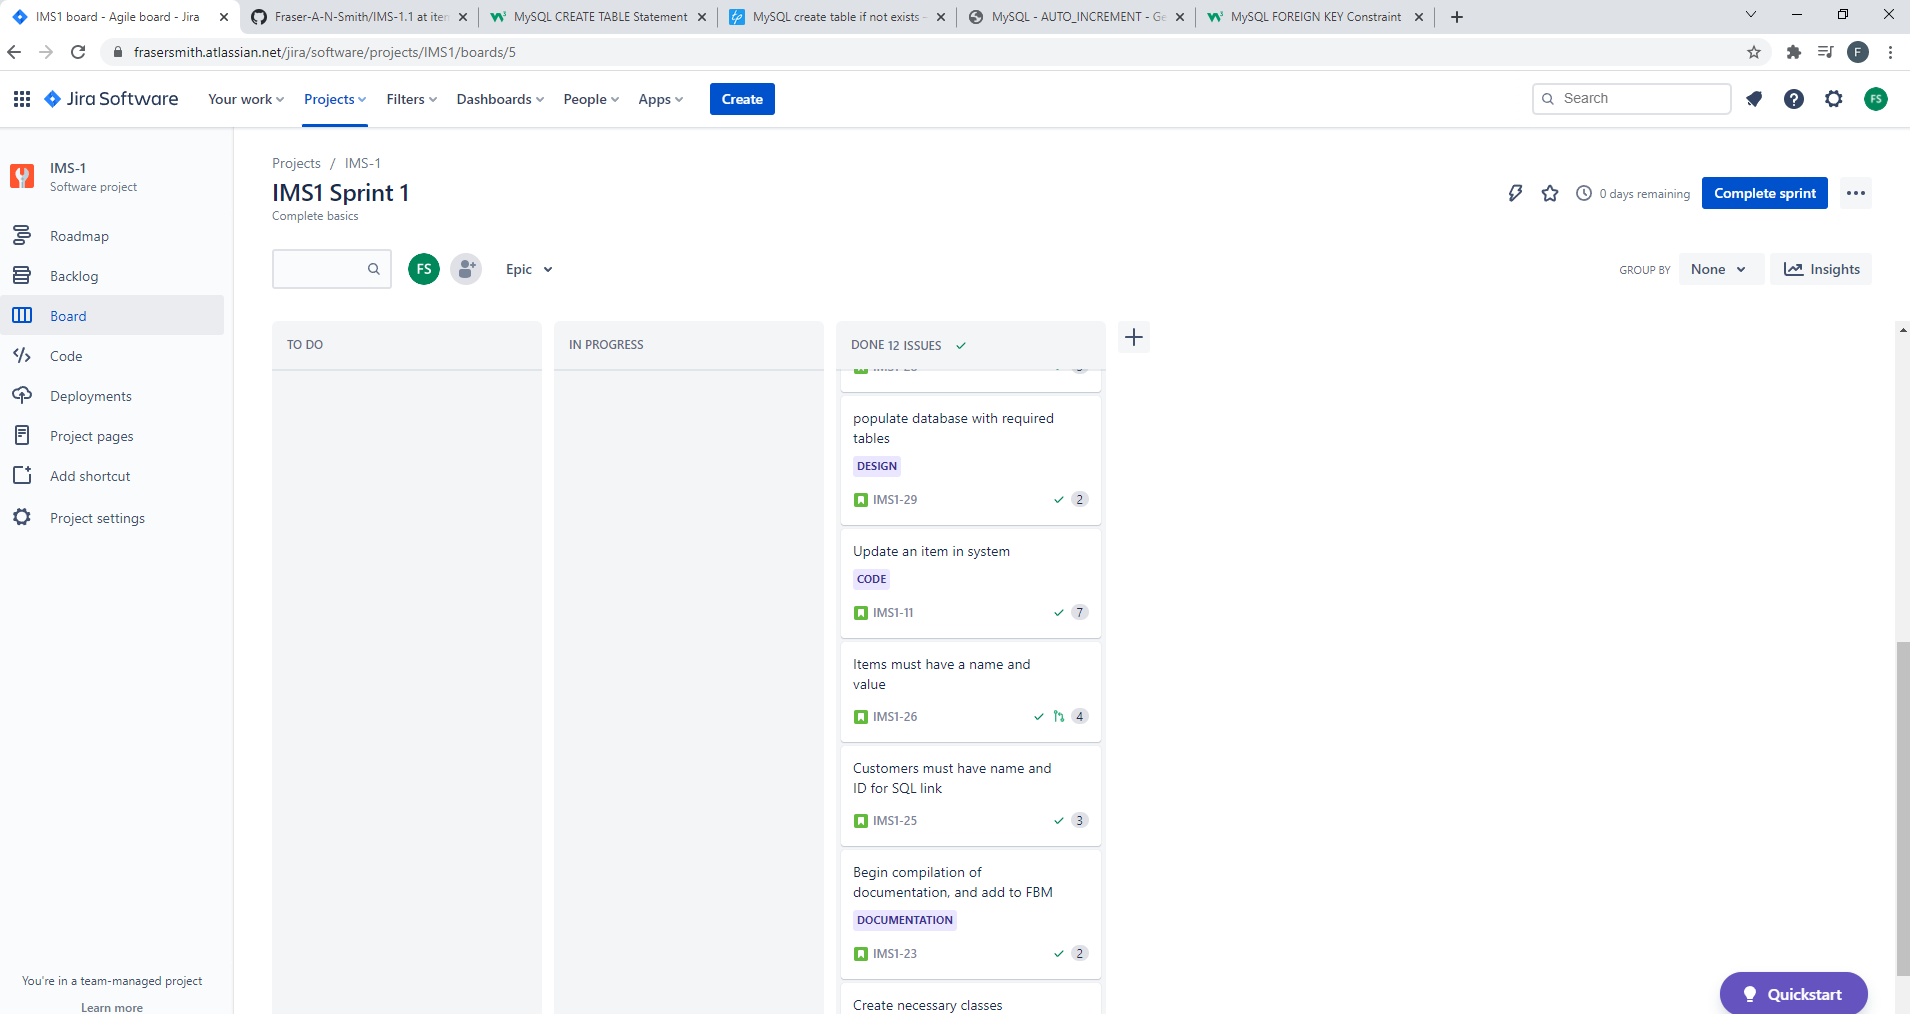 IMS1 board - Agile board - Jira
Fraser-A-N-Smith/IMS-1.1 at iter
MySQL CREATE TABLE Statement
MySQL create table if not exists -
MySQL - AUTO_INCREMENT - Ge
MySQL FOREIGN KEY Constraint
frasersmith.atlassian.net/jira/software/projects/IMS1/boards/5
F
Jira Software
Your work
Projects
Filters
Dashboards
People
Apps
Create
Search
FS
IMS-1
Software project
Roadmap
Backlog
Board
Code
Deployments
Project pages
Add shortcut
Project settings
You're in a team-managed project
Learn more
Projects / IMS-1
IMS1 Sprint 1
Complete basics
0 days remaining
Complete sprint
FS
Epic
GROUP BY
None
Insights
TO DO
IN PROGRESS
DONE 12 ISSUES
populate database with required
tables
DESIGN
IMS1-29
2
Update an item in system
CODE
IMS1-11
7
Items must have a name and
value
IMS1-26
4
Customers must have name and
ID for SQL link
IMS1-25
3
Begin compilation of
documentation, and add to FBM
DOCUMENTATION
IMS1-23
2
Create necessary classes
Quickstart